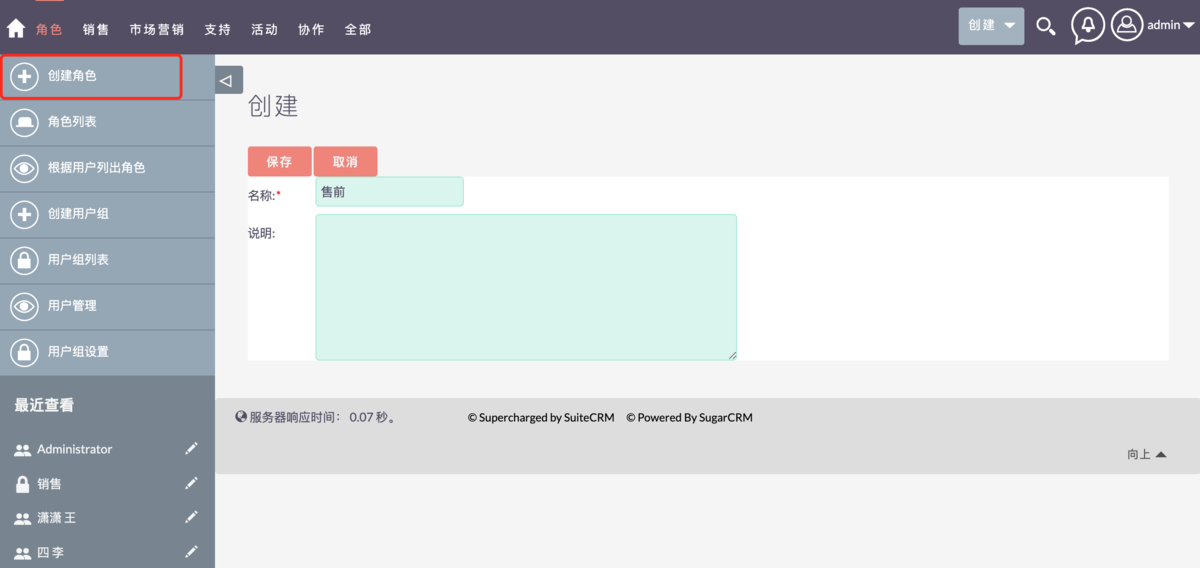 角色 销售 市场营销 支持 活动 协作 全部 创建 admin
创建角色
角色列表
根据用户列出角色
创建用户组
用户组列表
用户管理
用户组设置
最近查看
Administrator
销售
潇潇 王
四 李
创建
保存 取消
名称:* 售前
说明:
服务器响应时间： 0.07 秒。 © Supercharged by SuiteCRM © Powered By SugarCRM
向上